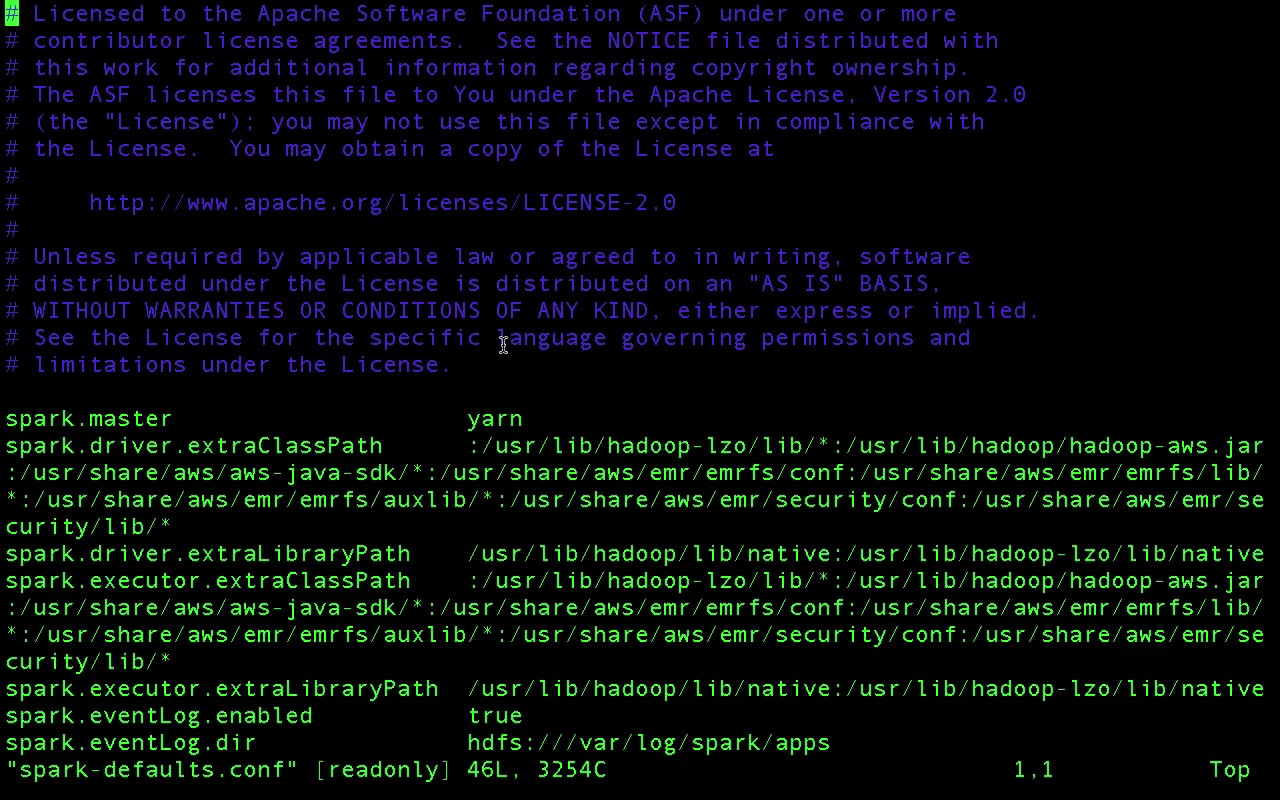 # Licensed to the Apache Software Foundation (ASF) under one or more
# contributor license agreements.  See the NOTICE file distributed with
# this work for additional information regarding copyright ownership.
# The ASF licenses this file to You under the Apache License, Version 2.0
# (the "License"); you may not use this file except in compliance with
# the License.  You may obtain a copy of the License at
#
#     http://www.apache.org/licenses/LICENSE-2.0
#
# Unless required by applicable law or agreed to in writing, software
# distributed under the License is distributed on an "AS IS" BASIS,
# WITHOUT WARRANTIES OR CONDITIONS OF ANY KIND, either express or implied.
# See the License for the specific language governing permissions and
# limitations under the License.

spark.master                     yarn
spark.driver.extraClassPath      :/usr/lib/hadoop-lzo/lib/*:/usr/lib/hadoop/hadoop-aws.jar
:/usr/share/aws/aws-java-sdk/*:/usr/share/aws/emr/emrfs/conf:/usr/share/aws/emr/emrfs/lib/
*:/usr/share/aws/emr/emrfs/auxlib/*:/usr/share/aws/emr/security/conf:/usr/share/aws/emr/se
curity/lib/*
spark.driver.extraLibraryPath    /usr/lib/hadoop/lib/native:/usr/lib/hadoop-lzo/lib/native
spark.executor.extraClassPath    :/usr/lib/hadoop-lzo/lib/*:/usr/lib/hadoop/hadoop-aws.jar
:/usr/share/aws/aws-java-sdk/*:/usr/share/aws/emr/emrfs/conf:/usr/share/aws/emr/emrfs/lib/
*:/usr/share/aws/emr/emrfs/auxlib/*:/usr/share/aws/emr/security/conf:/usr/share/aws/emr/se
curity/lib/*
spark.executor.extraLibraryPath  /usr/lib/hadoop/lib/native:/usr/lib/hadoop-lzo/lib/native
spark.eventLog.enabled           true
spark.eventLog.dir               hdfs:///var/log/spark/apps
"spark-defaults.conf" [readonly] 46L, 3254C                             1,1           Top